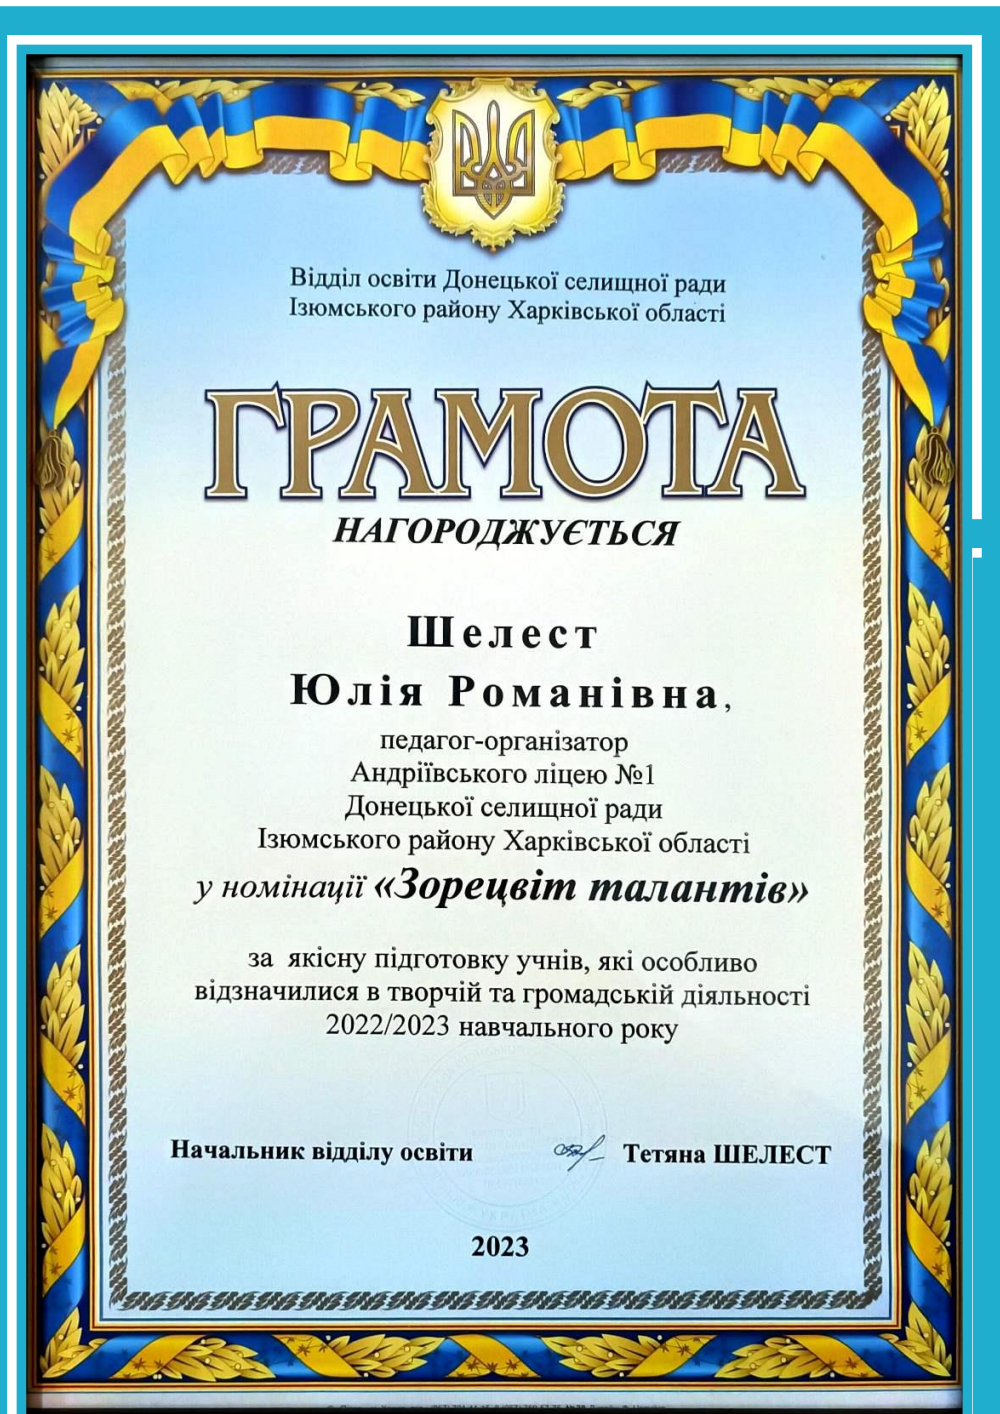 Відділ освіти Донецької селищної ради
Ізюмського району Харківської області
ГРАМОТА
НАГОРОДЖУЄТЬСЯ
Шелест
Юлія Романівна,
педагог-організатор
Андріївського ліцею №1
Донецької селищної ради
Ізюмського району Харківської області
у номінації «Зорецвіт талантів»
за якісну підготовку учнів, які особливо
відзначилися в творчій та громадській діяльності
2022/2023 навчального року
Начальник відділу освіти Тетяна ШЕЛЕСТ
2023